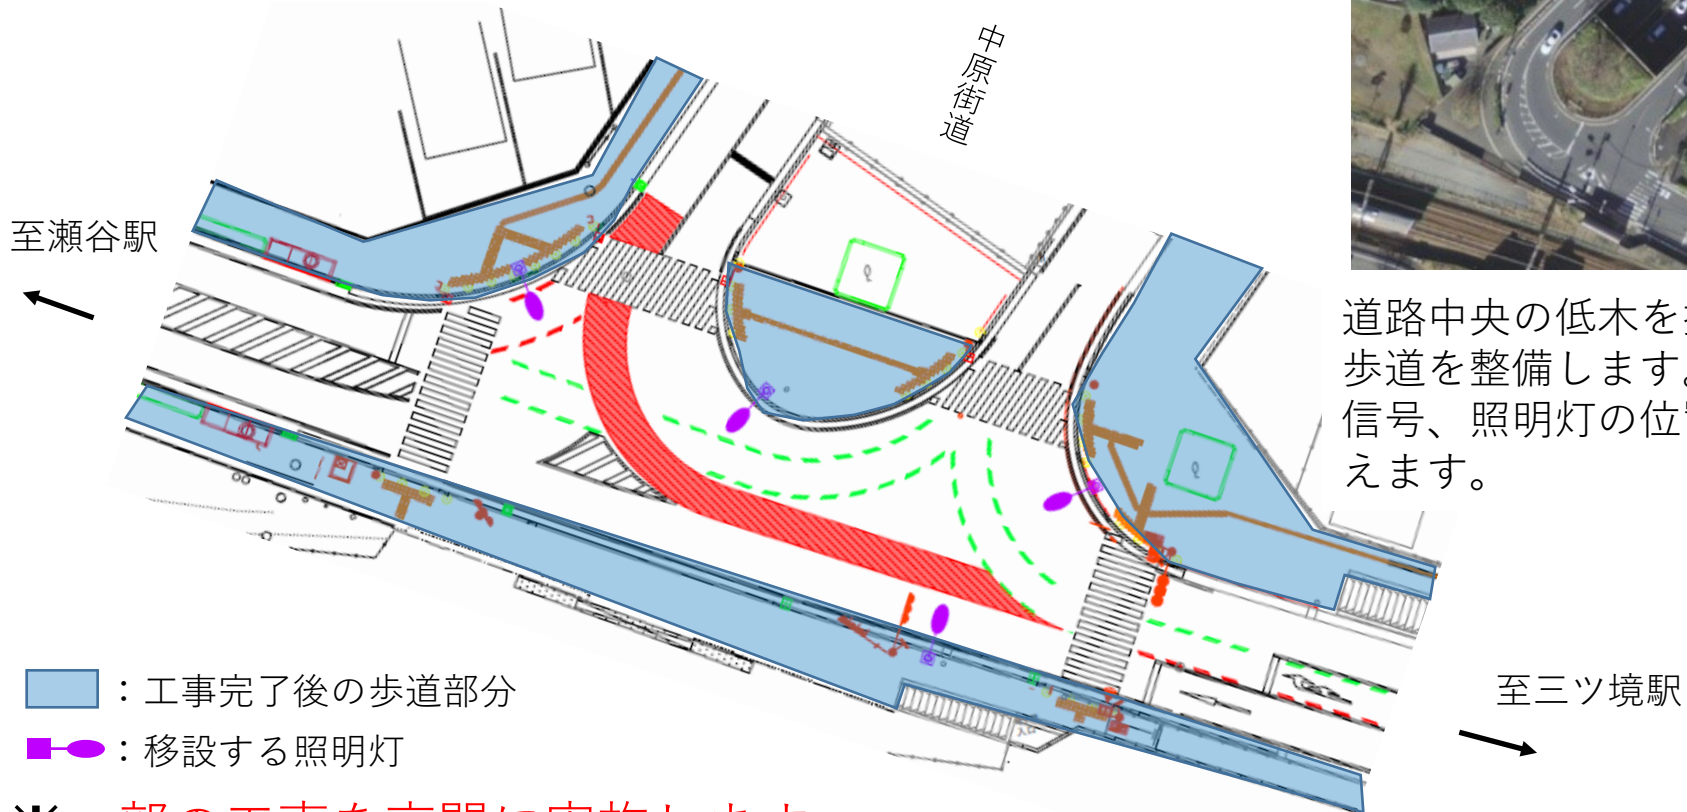 中原街道
至瀬谷駅
道路中央の低木を
歩道を整備します。
信号、照明灯の位
えます。
：工事完了後の歩道部分
至三ツ境駅
：移設する照明灯